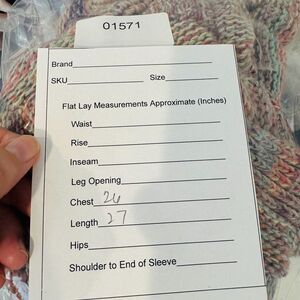 01571
Brand
SKU Size
Flat Lay Measurements Approximate (Inches)
Waist
Rise
Inseam
Leg Opening
Chest 26
Length 27
Hips
Shoulder to End of Sleeve